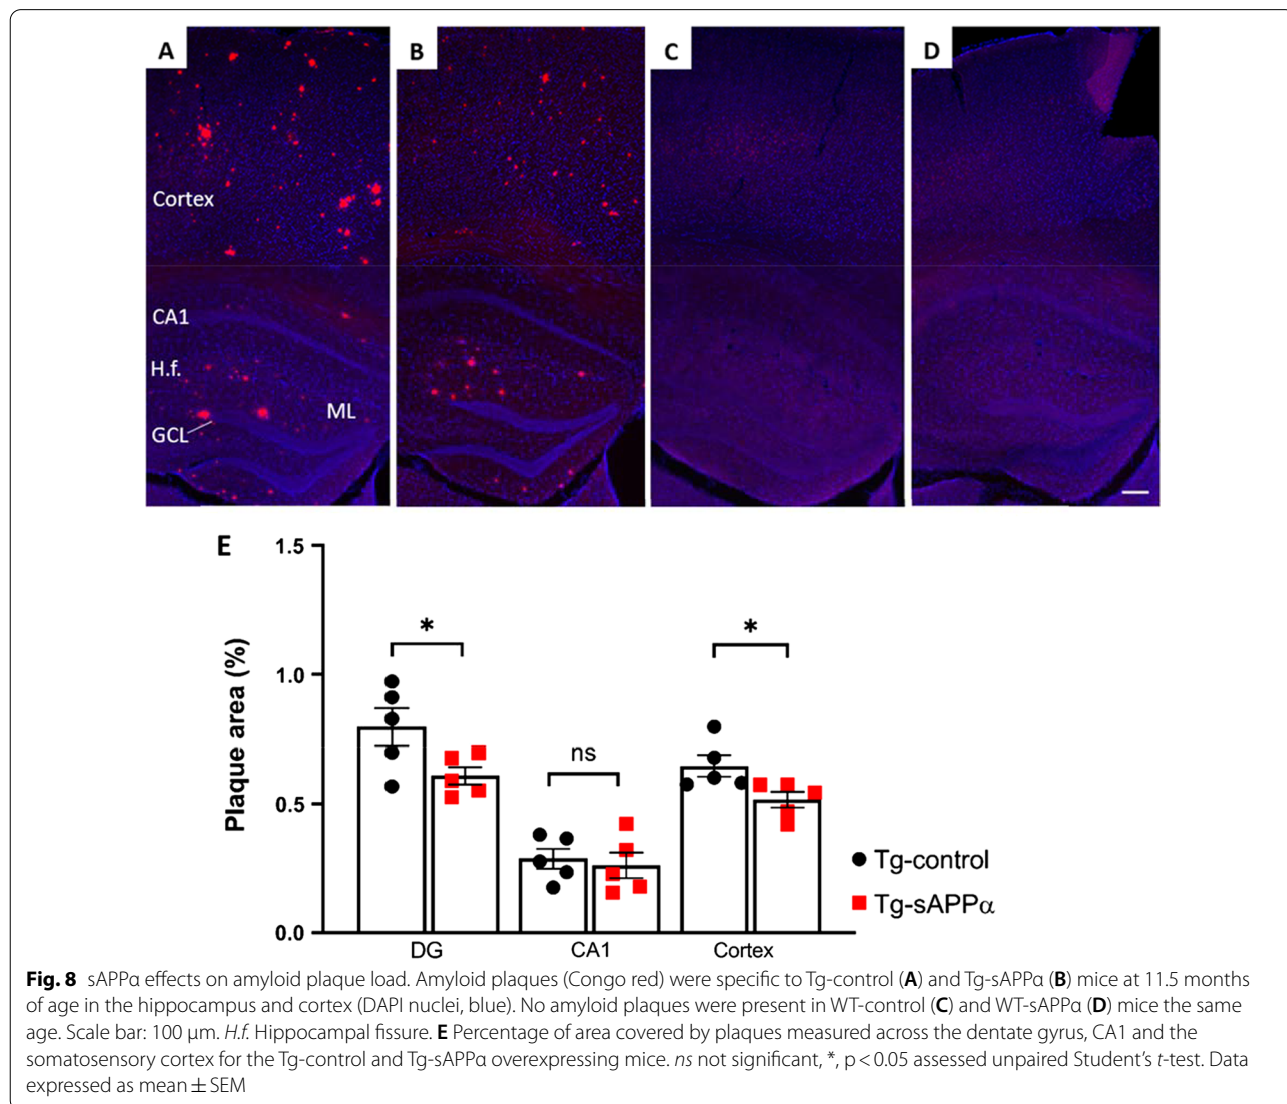 A B C D
Cortex
CA1
H.f.
ML
GCL
E
1.5
1.0
0.5
0.0
Plaque area (%)
*
ns
*
DG CA1 Cortex
Tg-control
Tg-sAPPα
Fig. 8 sAPPα effects on amyloid plaque load. Amyloid plaques (Congo red) were specific to Tg-control (A) and Tg-sAPPα (B) mice at 11.5 months
of age in the hippocampus and cortex (DAPI nuclei, blue). No amyloid plaques were present in WT-control (C) and WT-sAPPα (D) mice the same
age. Scale bar: 100 μm. H.f. Hippocampal fissure. E Percentage of area covered by plaques measured across the dentate gyrus, CA1 and the
somatosensory cortex for the Tg-control and Tg-sAPPα overexpressing mice. ns not significant, *, p < 0.05 assessed unpaired Student’s t-test. Data
expressed as mean ± SEM